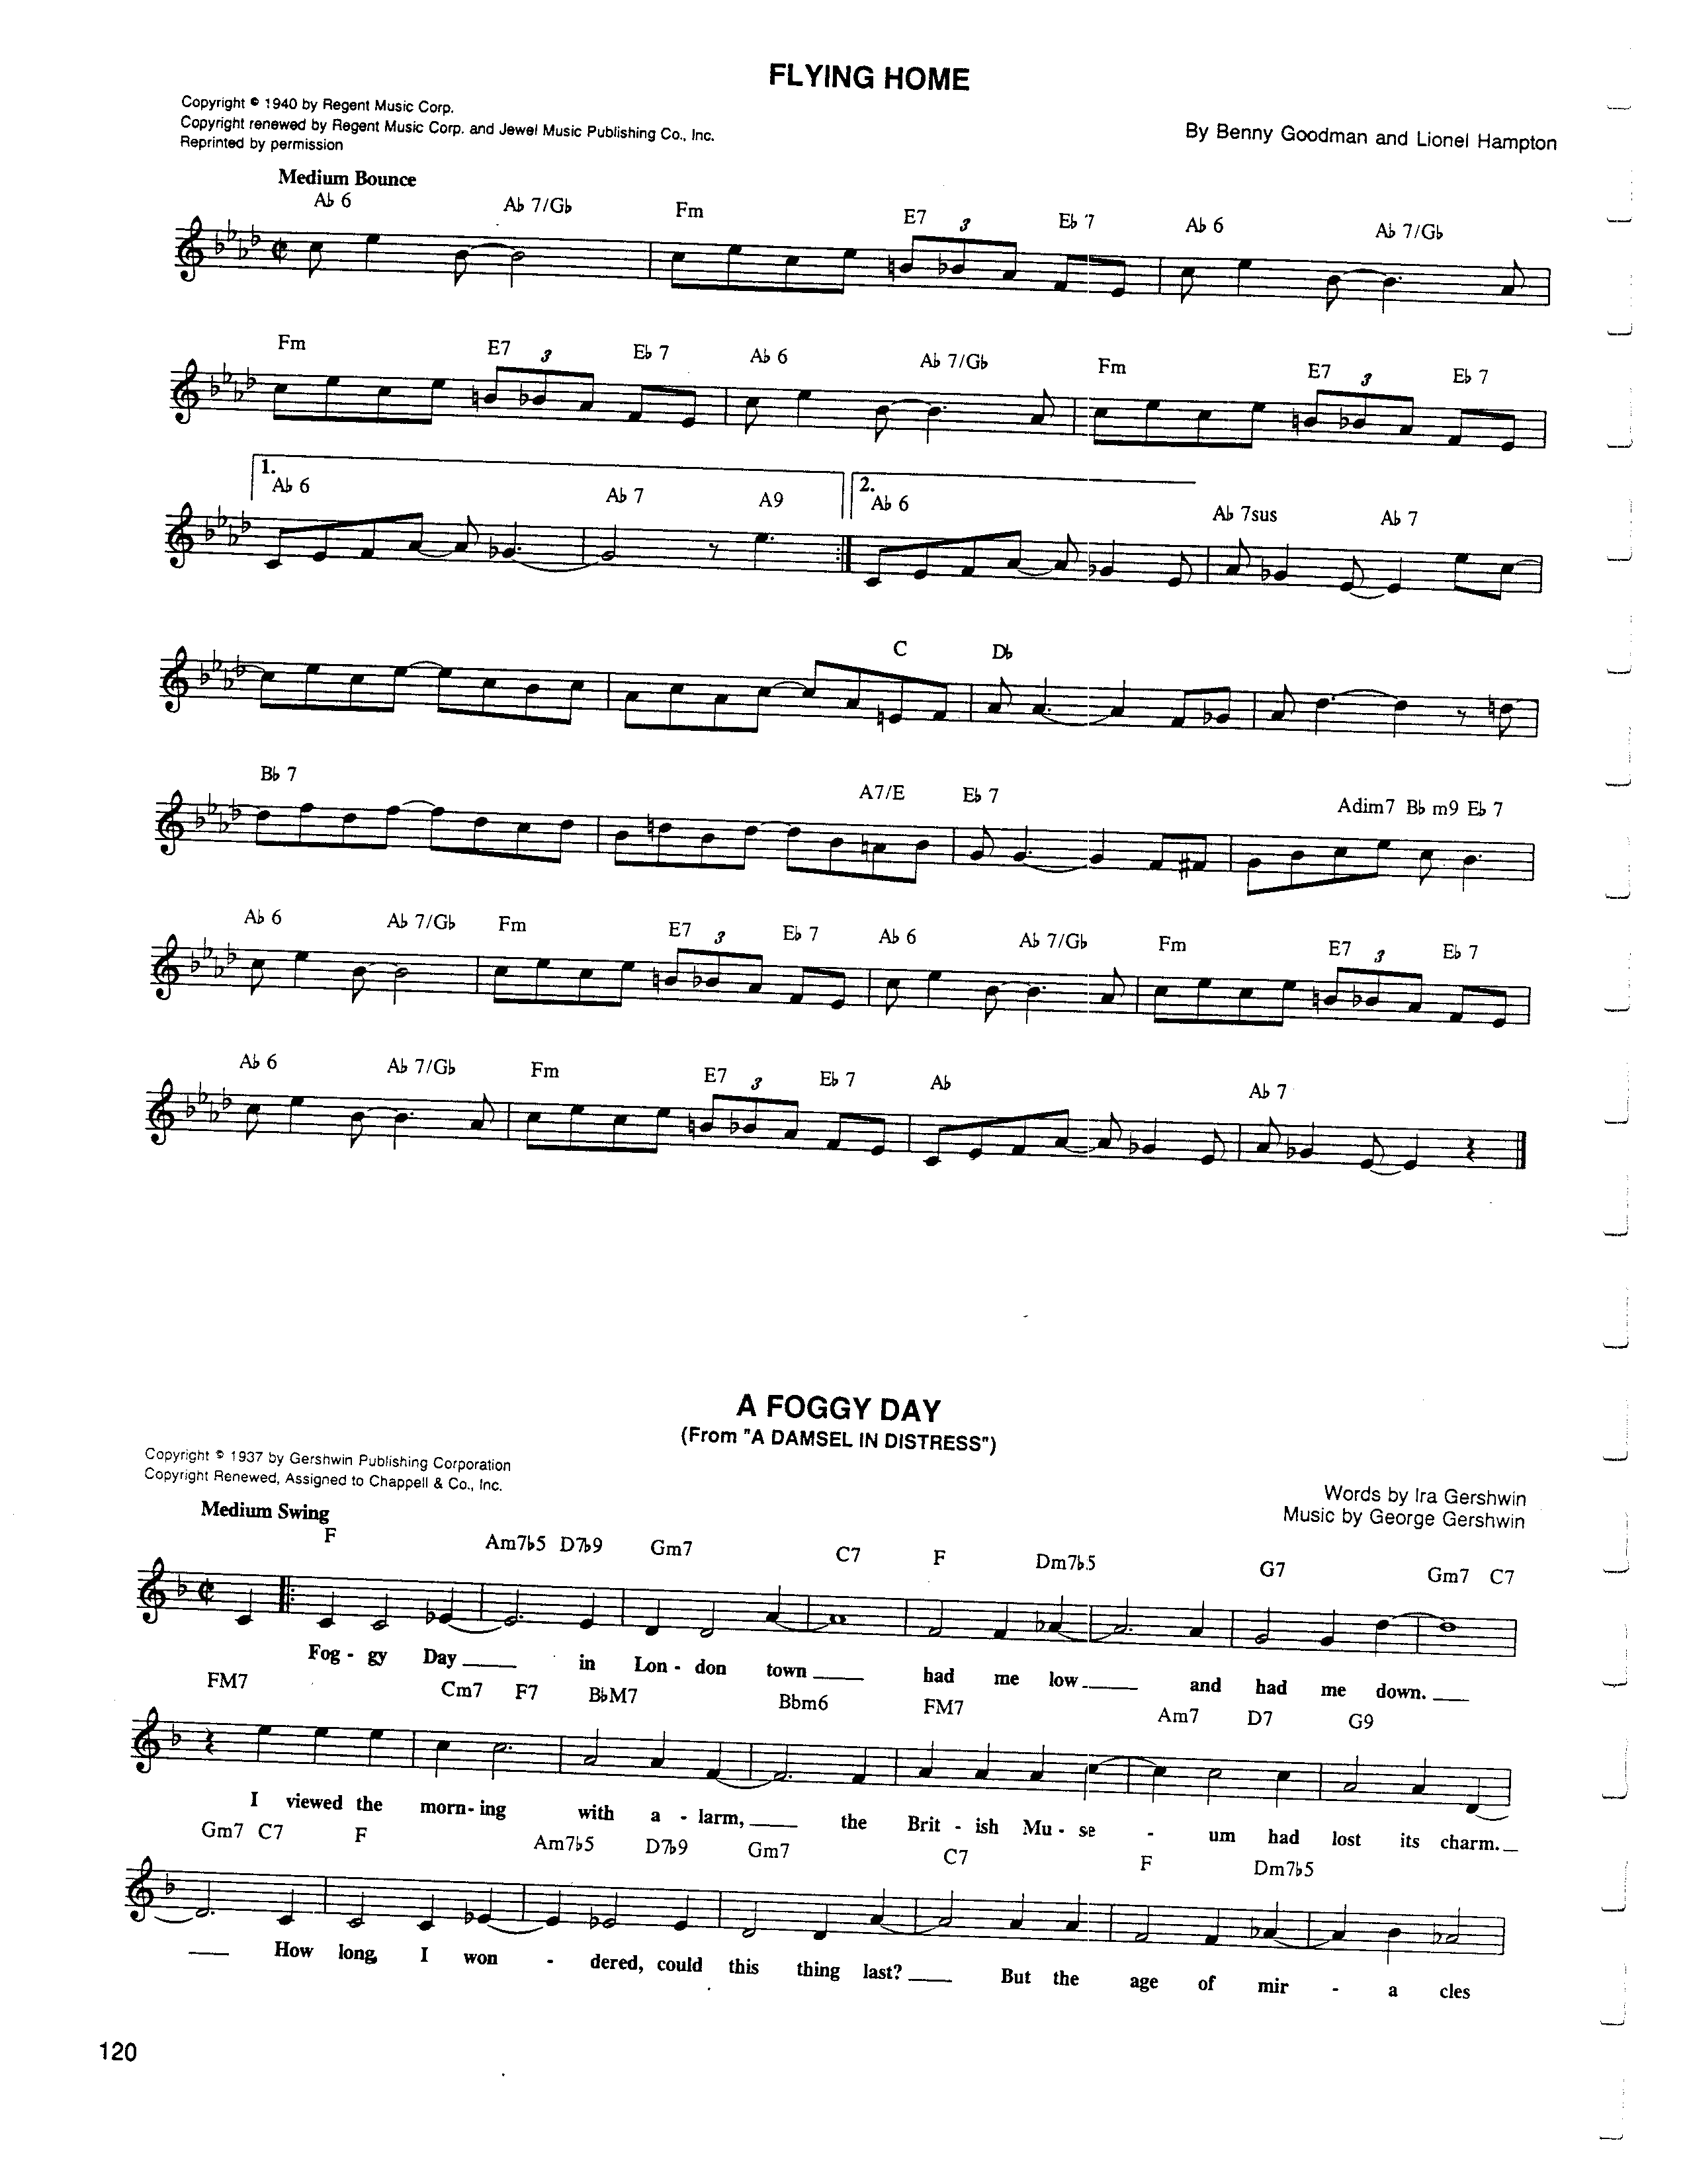 FLYING HOME
Copyright © 1940 by Regent Music Corp.
Copyright renewed by Regent Music Corp. and Jewel Music Publishing Co., Inc.
Reprinted by permission
By Benny Goodman and Lionel Hampton
Medium Bounce
A♭ 6 A♭ 7/G♭ Fm E7 3 E♭ 7 A♭ 6 A♭ 7/G♭
Fm E7 3 E♭ 7 A♭ 6 A♭ 7/G♭ Fm E7 3 E♭ 7
1. 2.
A♭ 6 A♭ 7 A9 A♭ 6 A♭ 7sus A♭ 7
C D♭
B♭ 7 A7/E E♭ 7 Adim7 B♭ m9 E♭ 7
A♭ 6 A♭ 7/G♭ Fm E7 3 E♭ 7 A♭ 6 A♭ 7/G♭ Fm E7 3 E♭ 7
A♭ 6 A♭ 7/G♭ Fm E7 3 E♭ 7 A♭ A♭ 7
A FOGGY DAY
(From "A DAMSEL IN DISTRESS")
Copyright © 1937 by Gershwin Publishing Corporation
Copyright Renewed, Assigned to Chappell & Co., Inc.
Words by Ira Gershwin
Music by George Gershwin
Medium Swing
F Am7♭5 D7♭9 Gm7 C7 F Dm7♭5 G7 Gm7 C7
Fog - gy Day ___ in Lon - don town ___ had me low ___ and had me down. ___
FM7 Cm7 F7 B♭M7 Bbm6 FM7 Am7 D7 G9
I viewed the morn - ing with a - larm, ___ the Brit - ish Mu - se - um had lost its charm. ___
Gm7 C7 F Am7♭5 D7♭9 Gm7 C7 F Dm7♭5
___ How long, I won - dered, could this thing last? ___ But the age of mir - a cles
120